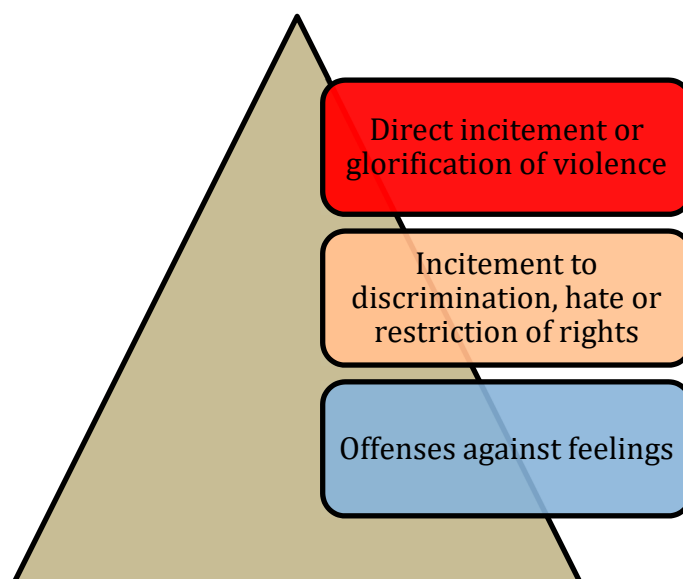 Direct incitement or
glorification of violence
Incitement to
discrimination, hate or
restriction of rights
Offenses against feelings